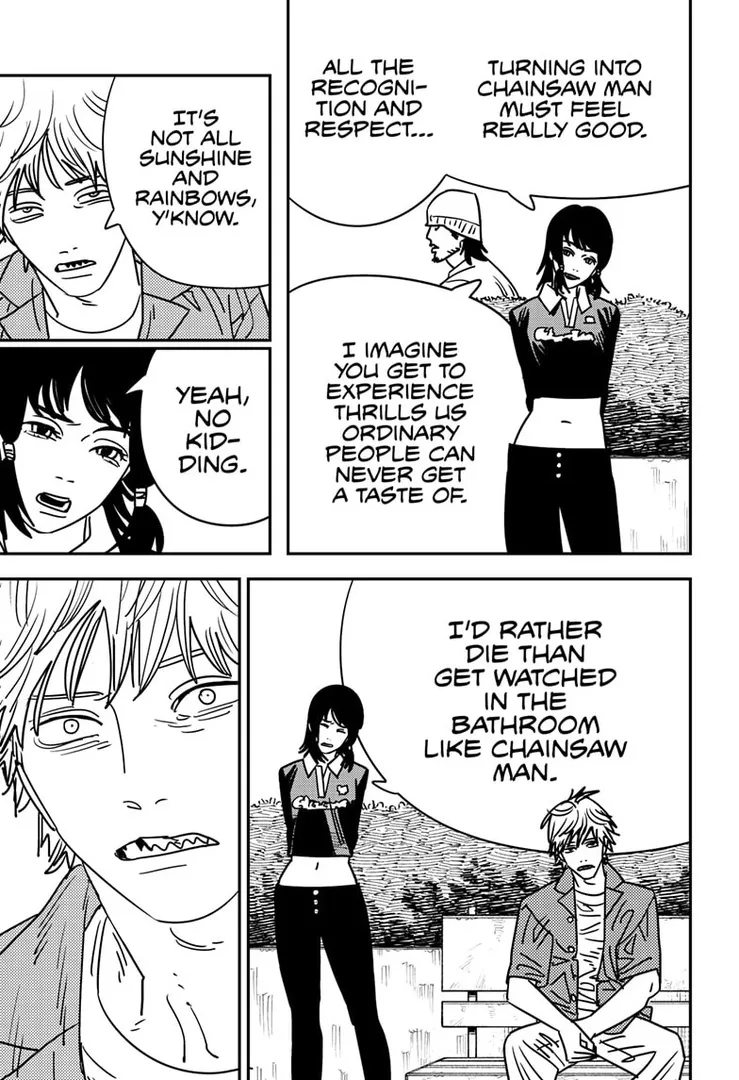 TURNING INTO
CHAINSAW MAN
MUST FEEL
REALLY GOOD.
ALL THE
RECOGNI-
TION AND
RESPECT...
I IMAGINE
YOU GET TO
EXPERIENCE
THRILLS US
ORDINARY
PEOPLE CAN
NEVER GET
A TASTE OF.
IT'S
NOT ALL
SUNSHINE
AND
RAINBOWS,
Y'KNOW.
YEAH,
NO
KID-
DING.
I'D RATHER
DIE THAN
GET WATCHED
IN THE
BATHROOM
LIKE CHAINSAW
MAN.